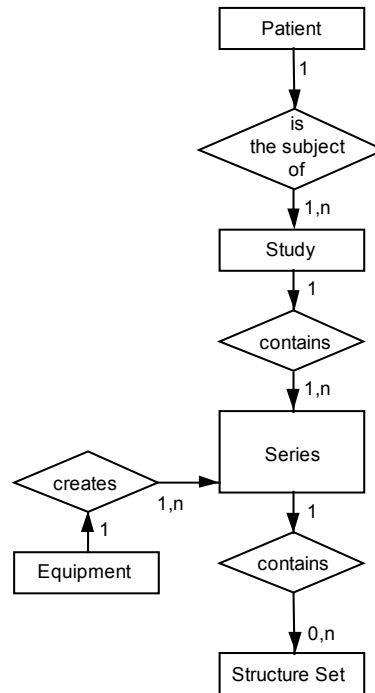 Patient
1
is
the subject
of
1,n
Study
1
contains
1,n
Series
creates
1,n
1
Equipment
1
contains
0,n
Structure Set